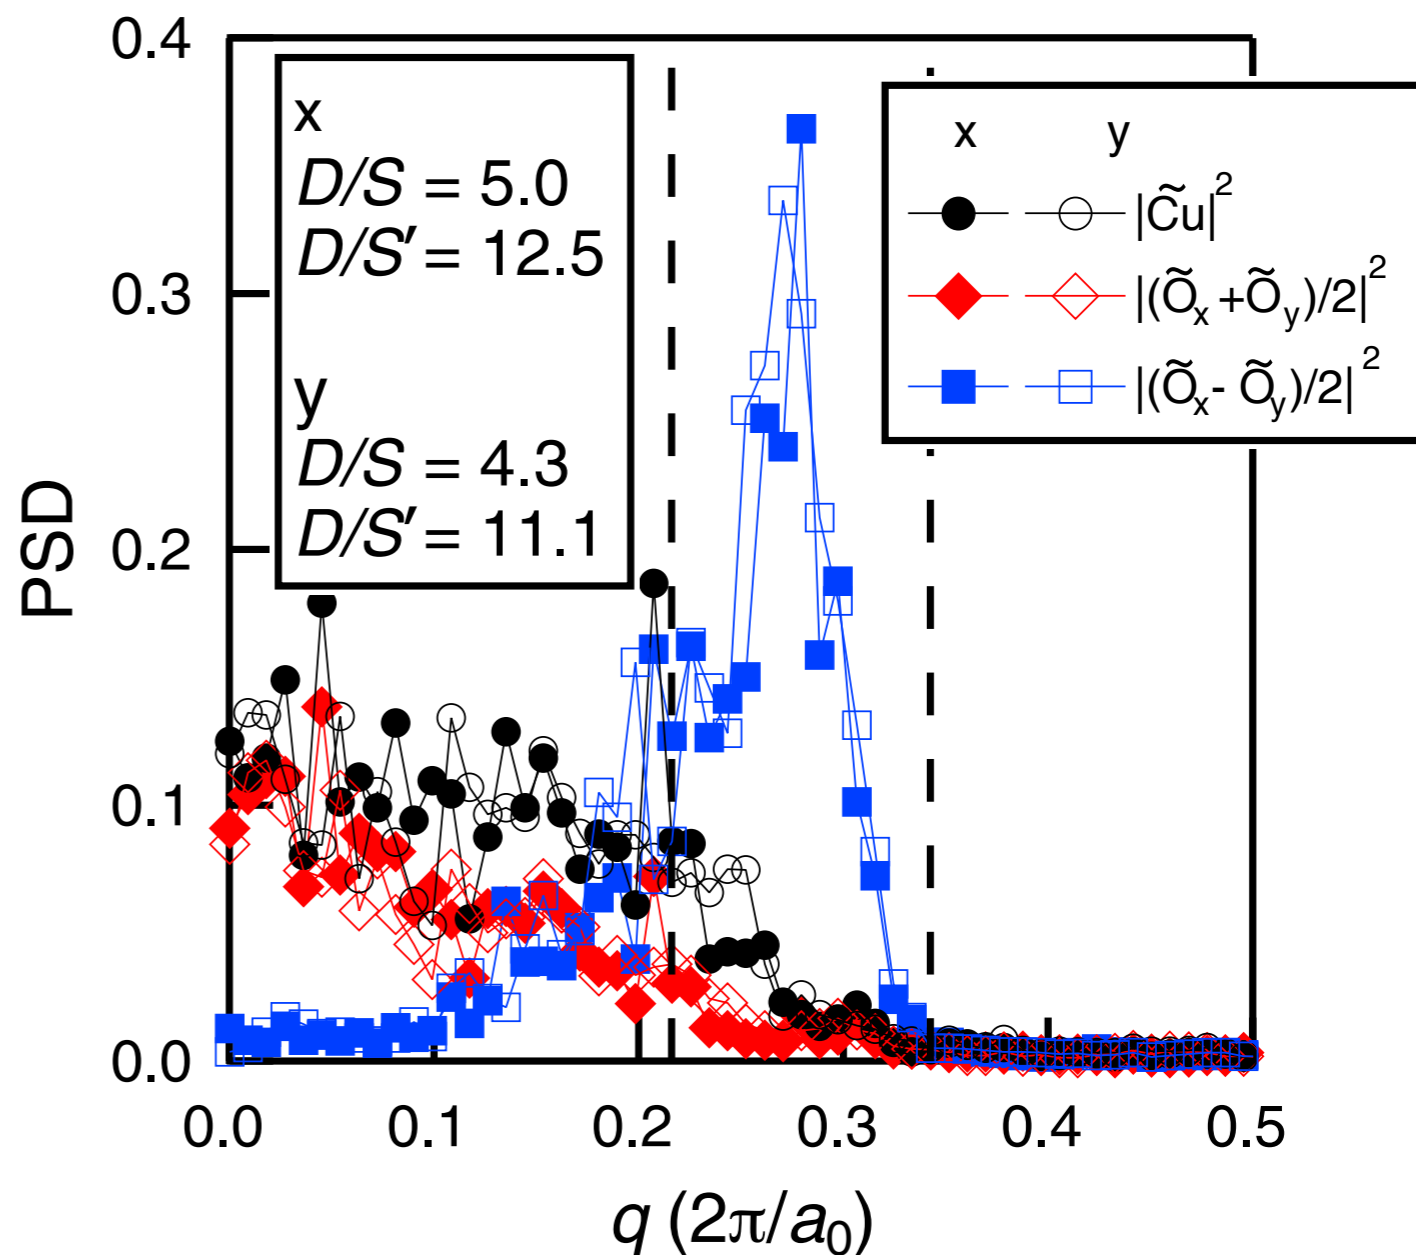 0.4
0.3
0.2
0.1
0.0
PSD
x
D/S = 5.0
D/S′ = 12.5
y
D/S = 4.3
D/S′ = 11.1
x y
|C̃u|²
|(Õₓ +Õy)/2|²
|(Õₓ- Õy)/2|²
0.0 0.1 0.2 0.3 0.4 0.5
q (2π/a₀)